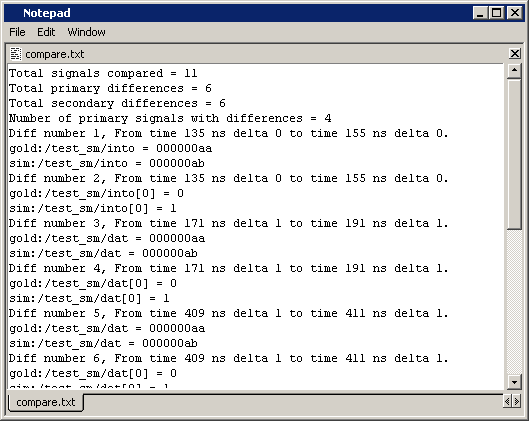 Notepad
File Edit Window
compare.txt
Total signals compared = 11
Total primary differences = 6
Total secondary differences = 6
Number of primary signals with differences = 4
Diff number 1, From time 135 ns delta 0 to time 155 ns delta 0.
gold:/test_sm/into = 000000aa
sim:/test_sm/into = 000000ab
Diff number 2, From time 135 ns delta 0 to time 155 ns delta 0.
gold:/test_sm/into[0] = 0
sim:/test_sm/into[0] = 1
Diff number 3, From time 171 ns delta 1 to time 191 ns delta 1.
gold:/test_sm/dat = 000000aa
sim:/test_sm/dat = 000000ab
Diff number 4, From time 171 ns delta 1 to time 191 ns delta 1.
gold:/test_sm/dat[0] = 0
sim:/test_sm/dat[0] = 1
Diff number 5, From time 409 ns delta 1 to time 411 ns delta 1.
gold:/test_sm/dat = 000000aa
sim:/test_sm/dat = 000000ab
Diff number 6, From time 409 ns delta 1 to time 411 ns delta 1.
gold:/test_sm/dat[0] = 0
sim:/test_sm/dat[0] = 1
compare.txt